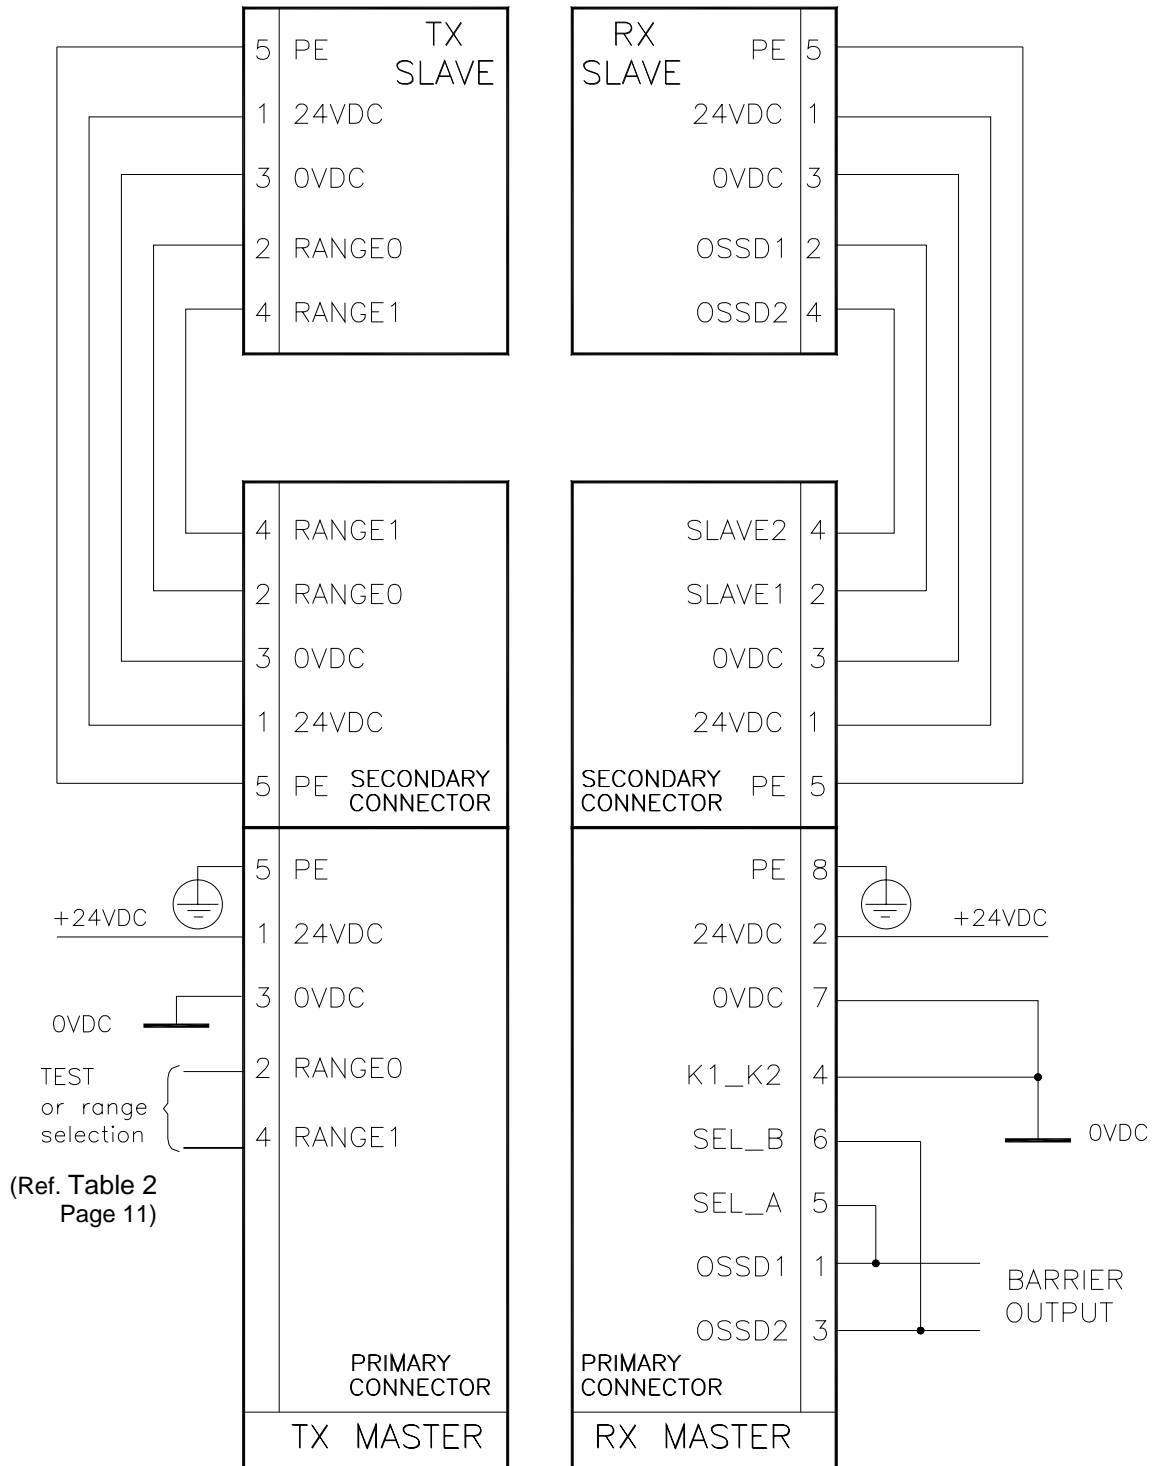 TX
SLAVE
5 PE
1 24VDC
3 0VDC
2 RANGE0
4 RANGE1
RX
SLAVE
PE 5
24VDC 1
0VDC 3
OSSD1 2
OSSD2 4
4 RANGE1
2 RANGE0
3 0VDC
1 24VDC
5 PE
SECONDARY
CONNECTOR
SLAVE2 4
SLAVE1 2
0VDC 3
24VDC 1
PE 5
SECONDARY
CONNECTOR
5 PE
+24VDC
1 24VDC
3 0VDC
0VDC
2 RANGE0
4 RANGE1
TEST
or range
selection
(Ref. Table 2
Page 11)
PRIMARY
CONNECTOR
TX MASTER
PE 8
24VDC 2
+24VDC
0VDC 7
K1_K2 4
SEL_B 6
0VDC
SEL_A 5
OSSD1 1
OSSD2 3
BARRIER
OUTPUT
PRIMARY
CONNECTOR
RX MASTER